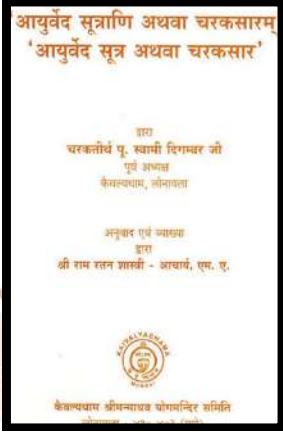 'आयुर्वेद सूत्राणि अथवा चरकसारम्
'आयुर्वेद सूत्र अथवा चरकसार'
द्वारा
चरकतीर्थ पू. स्वामी दिगम्बर जी
पूर्व अध्यक्ष
कैवल्यधाम, लोनावला
अनुवाद एवं व्याख्या
द्वारा
श्री राम रतन शास्त्री - आचार्य, एम. ए.
KAIVALYADHAMA
कैवल्यधाम श्रीमन्माधव योगमन्दिर समिति